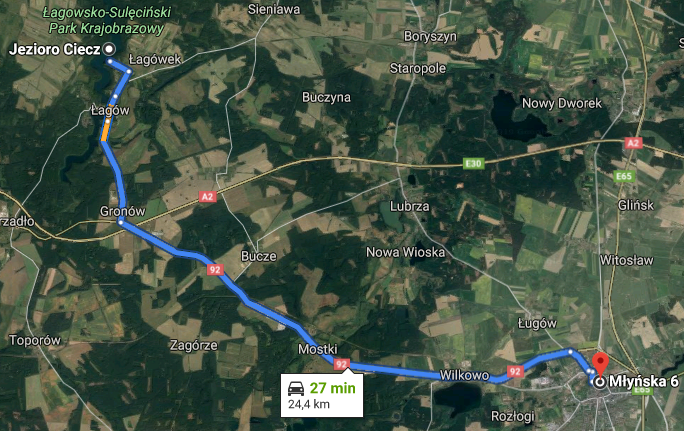 Łagowsko-Sulęciński
Park Krajobrazowy
Sieniawa
Jezioro Ciecz
Łagówek
Boryszyn
Staropole
Buczyna
Nowy Dworek
Łagów
A2
E30
E65
A2
Lubrza
Glińsk
Gronów
rzadło
Bucze
Nowa Wioska
Witosław
92
Ługów
Toporów
Zagórze
Mostki
92
Wilkowo
92
Młyńska 6
27 min
24,4 km
Rozłogi